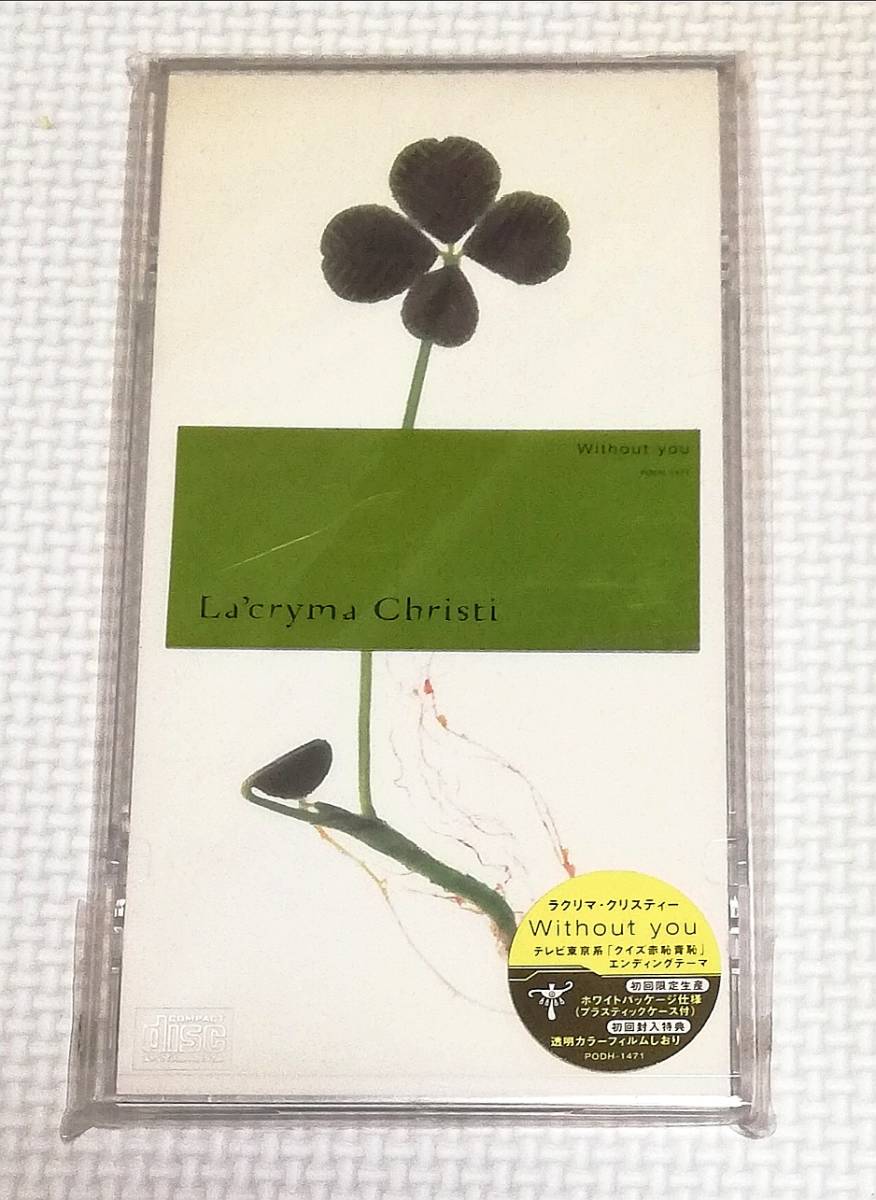 Without you
PODH-1471
La'cryma Christi
ラクリマ・クリスティー
Without you
テレビ東京系「クイズ赤恥青恥」
エンディングテーマ
初回限定生産
ホワイトパッケージ仕様
(プラスティックケース付)
初回封入特典
透明カラーフィルムしおり
PODH-1471
COMPACT
disc